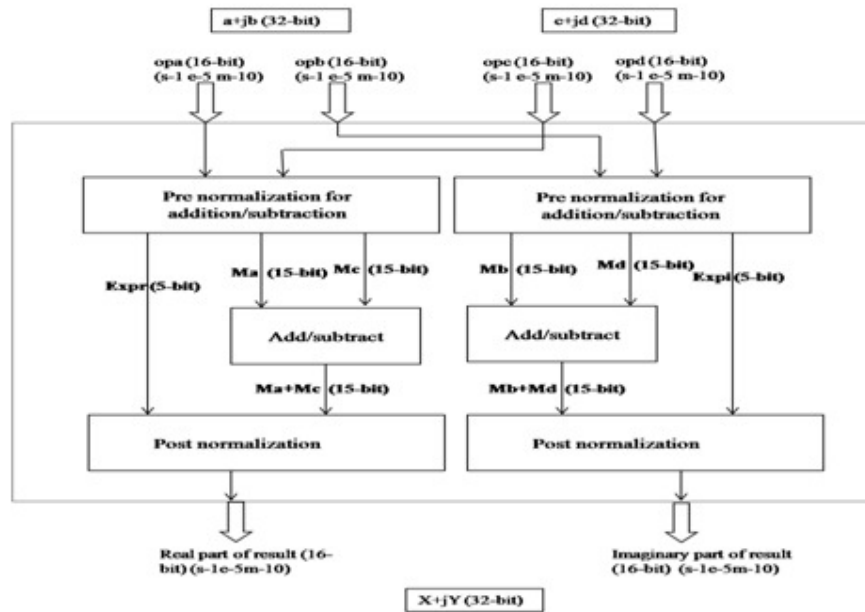 a+jb (32-bit)
c+jd (32-bit)
opa (16-bit)
(s-1 e-5 m-10)
opb (16-bit)
(s-1 e-5 m-10)
opc (16-bit)
(s-1 e-5 m-10)
opd (16-bit)
(s-1 e-5 m-10)
Pre normalization for
addition/subtraction
Pre normalization for
addition/subtraction
Expr (5-bit)
Ma (15-bit)
Mc (15-bit)
Mb (15-bit)
Md (15-bit)
Expi (5-bit)
Add/subtract
Add/subtract
Ma+Mc (15-bit)
Mb+Md (15-bit)
Post normalization
Post normalization
Real part of result (16-
bit) (s-1e-5m-10)
Imaginary part of result
(16-bit) (s-1e-5m-10)
X+jY (32-bit)